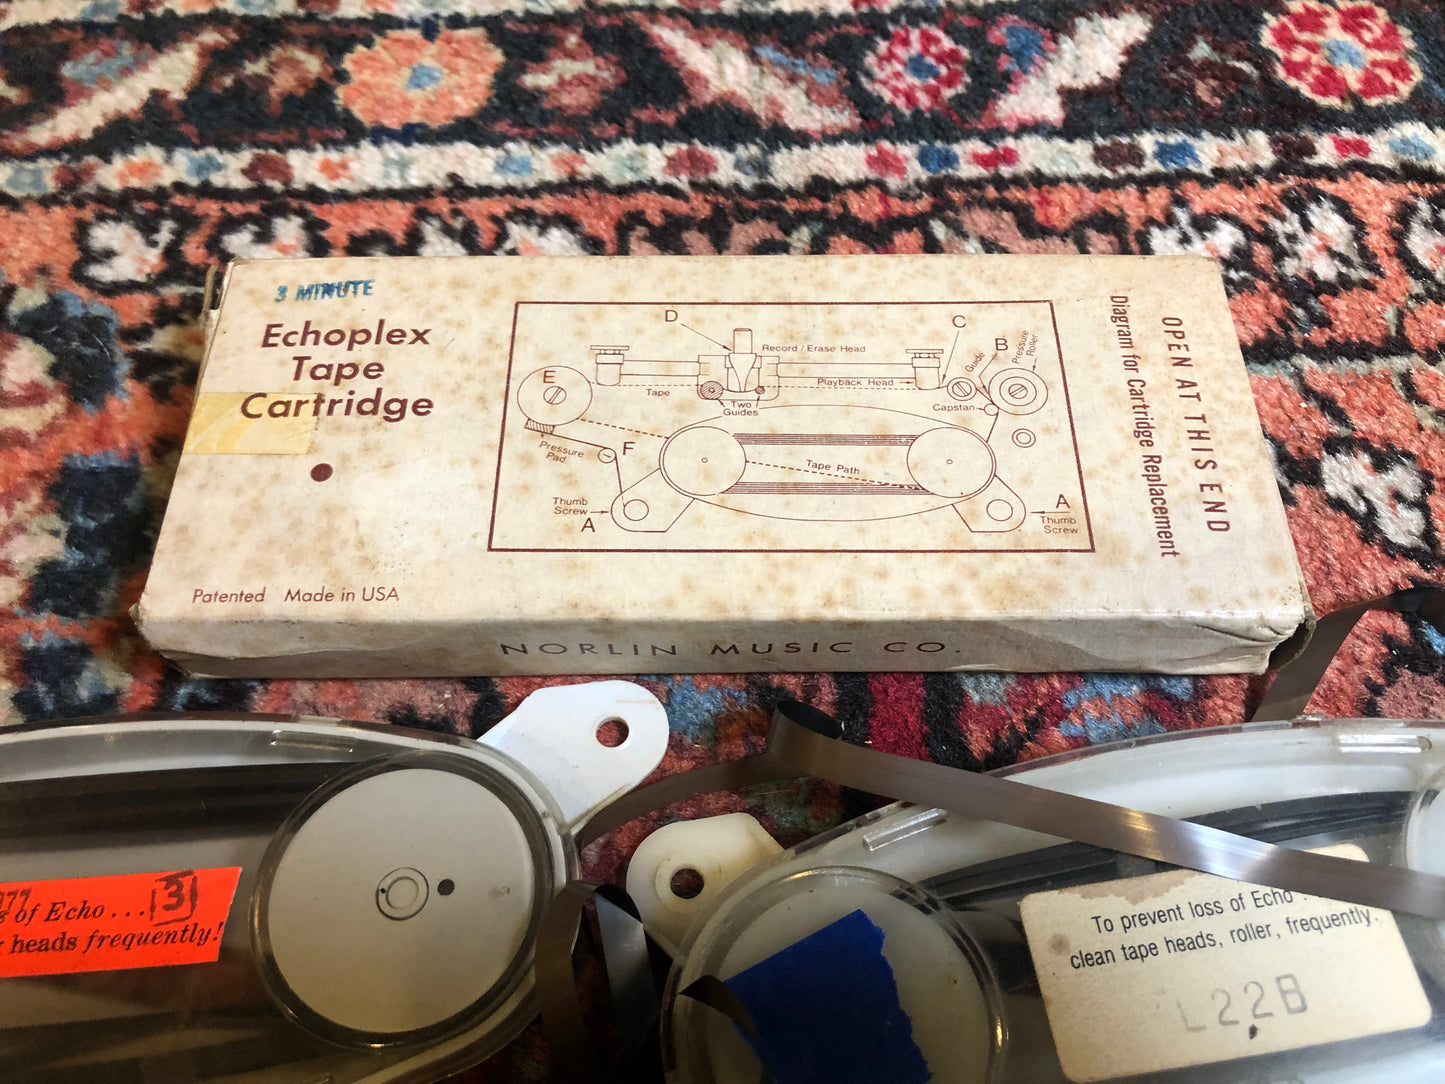 3 MINUTE
Echoplex
Tape
Cartridge
Patented Made in USA
D
Record / Erase Head
C
Guide
B
Pressure
Roller
E
Tape
Two
Guides
Playback Head
Capstan
Pressure
Pad
F
Tape Path
Thumb
Screw
A
A
Thumb
Screw
OPEN AT THIS END
Diagram for Cartridge Replacement
NORLIN MUSIC CO.
of Echo... 3
heads frequently!
To prevent loss of Echo
clean tape heads, roller, frequently.
L22B